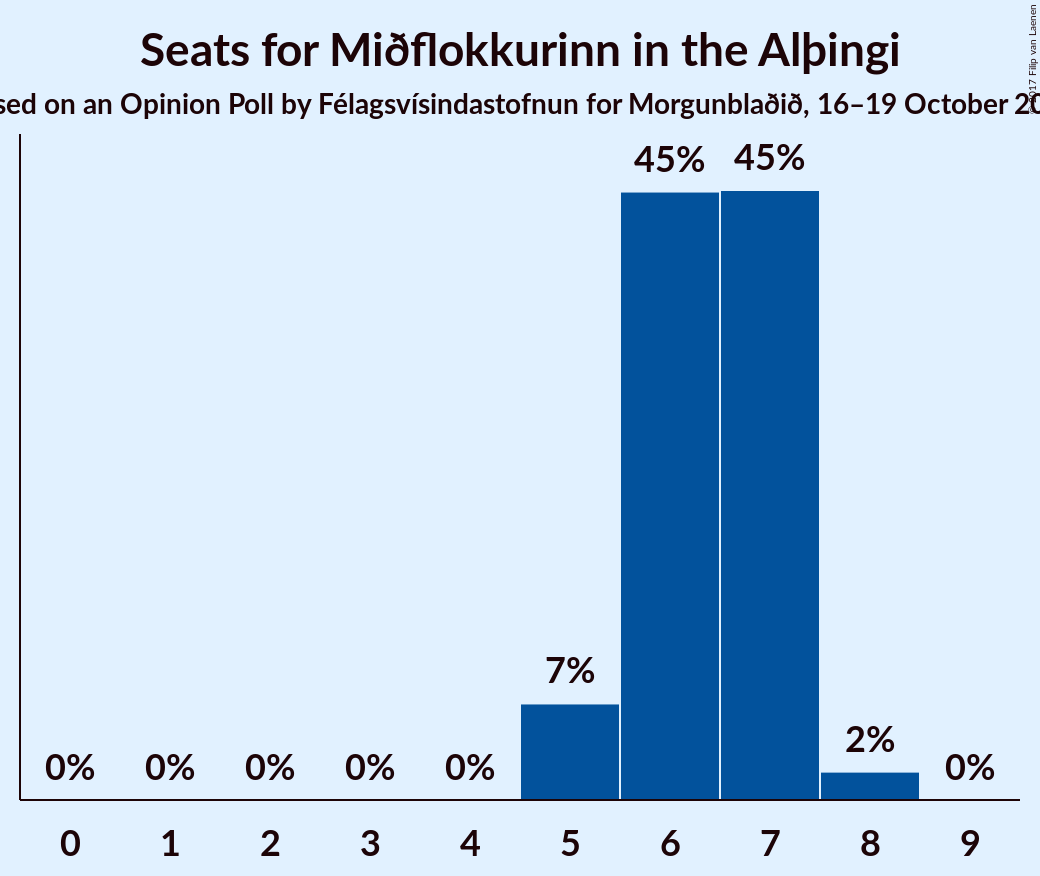 Seats for Miðflokkurinn in the Alþingi
sed on an Opinion Poll by Félagsvísindastofnun for Morgunblaðið, 16–19 October 20
2017 Filip van Laenen
45% 45%
7%
2%
0% 0% 0% 0% 0% 0%
0 1 2 3 4 5 6 7 8 9